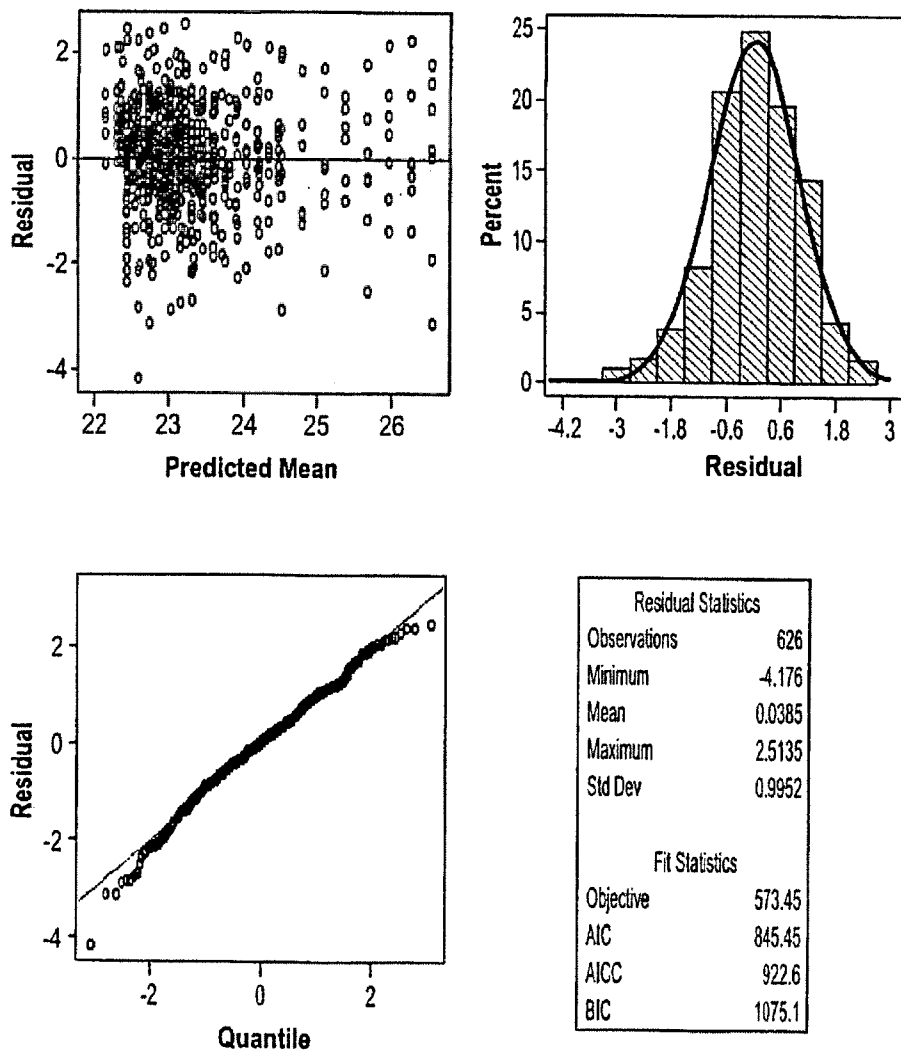 2
0
-2
-4
Residual
22 23 24 25 26
Predicted Mean
25
20
15
10
5
0
Percent
-4.2 -3 -1.8 -0.6 0.6 1.8 3
Residual
2
0
-2
-4
Residual
-2 0 2
Quantile
Residual Statistics
Observations 626
Minimum -4.176
Mean 0.0385
Maximum 2.5135
Std Dev 0.9952
Fit Statistics
Objective 573.45
AIC 845.45
AICC 922.6
BIC 1075.1